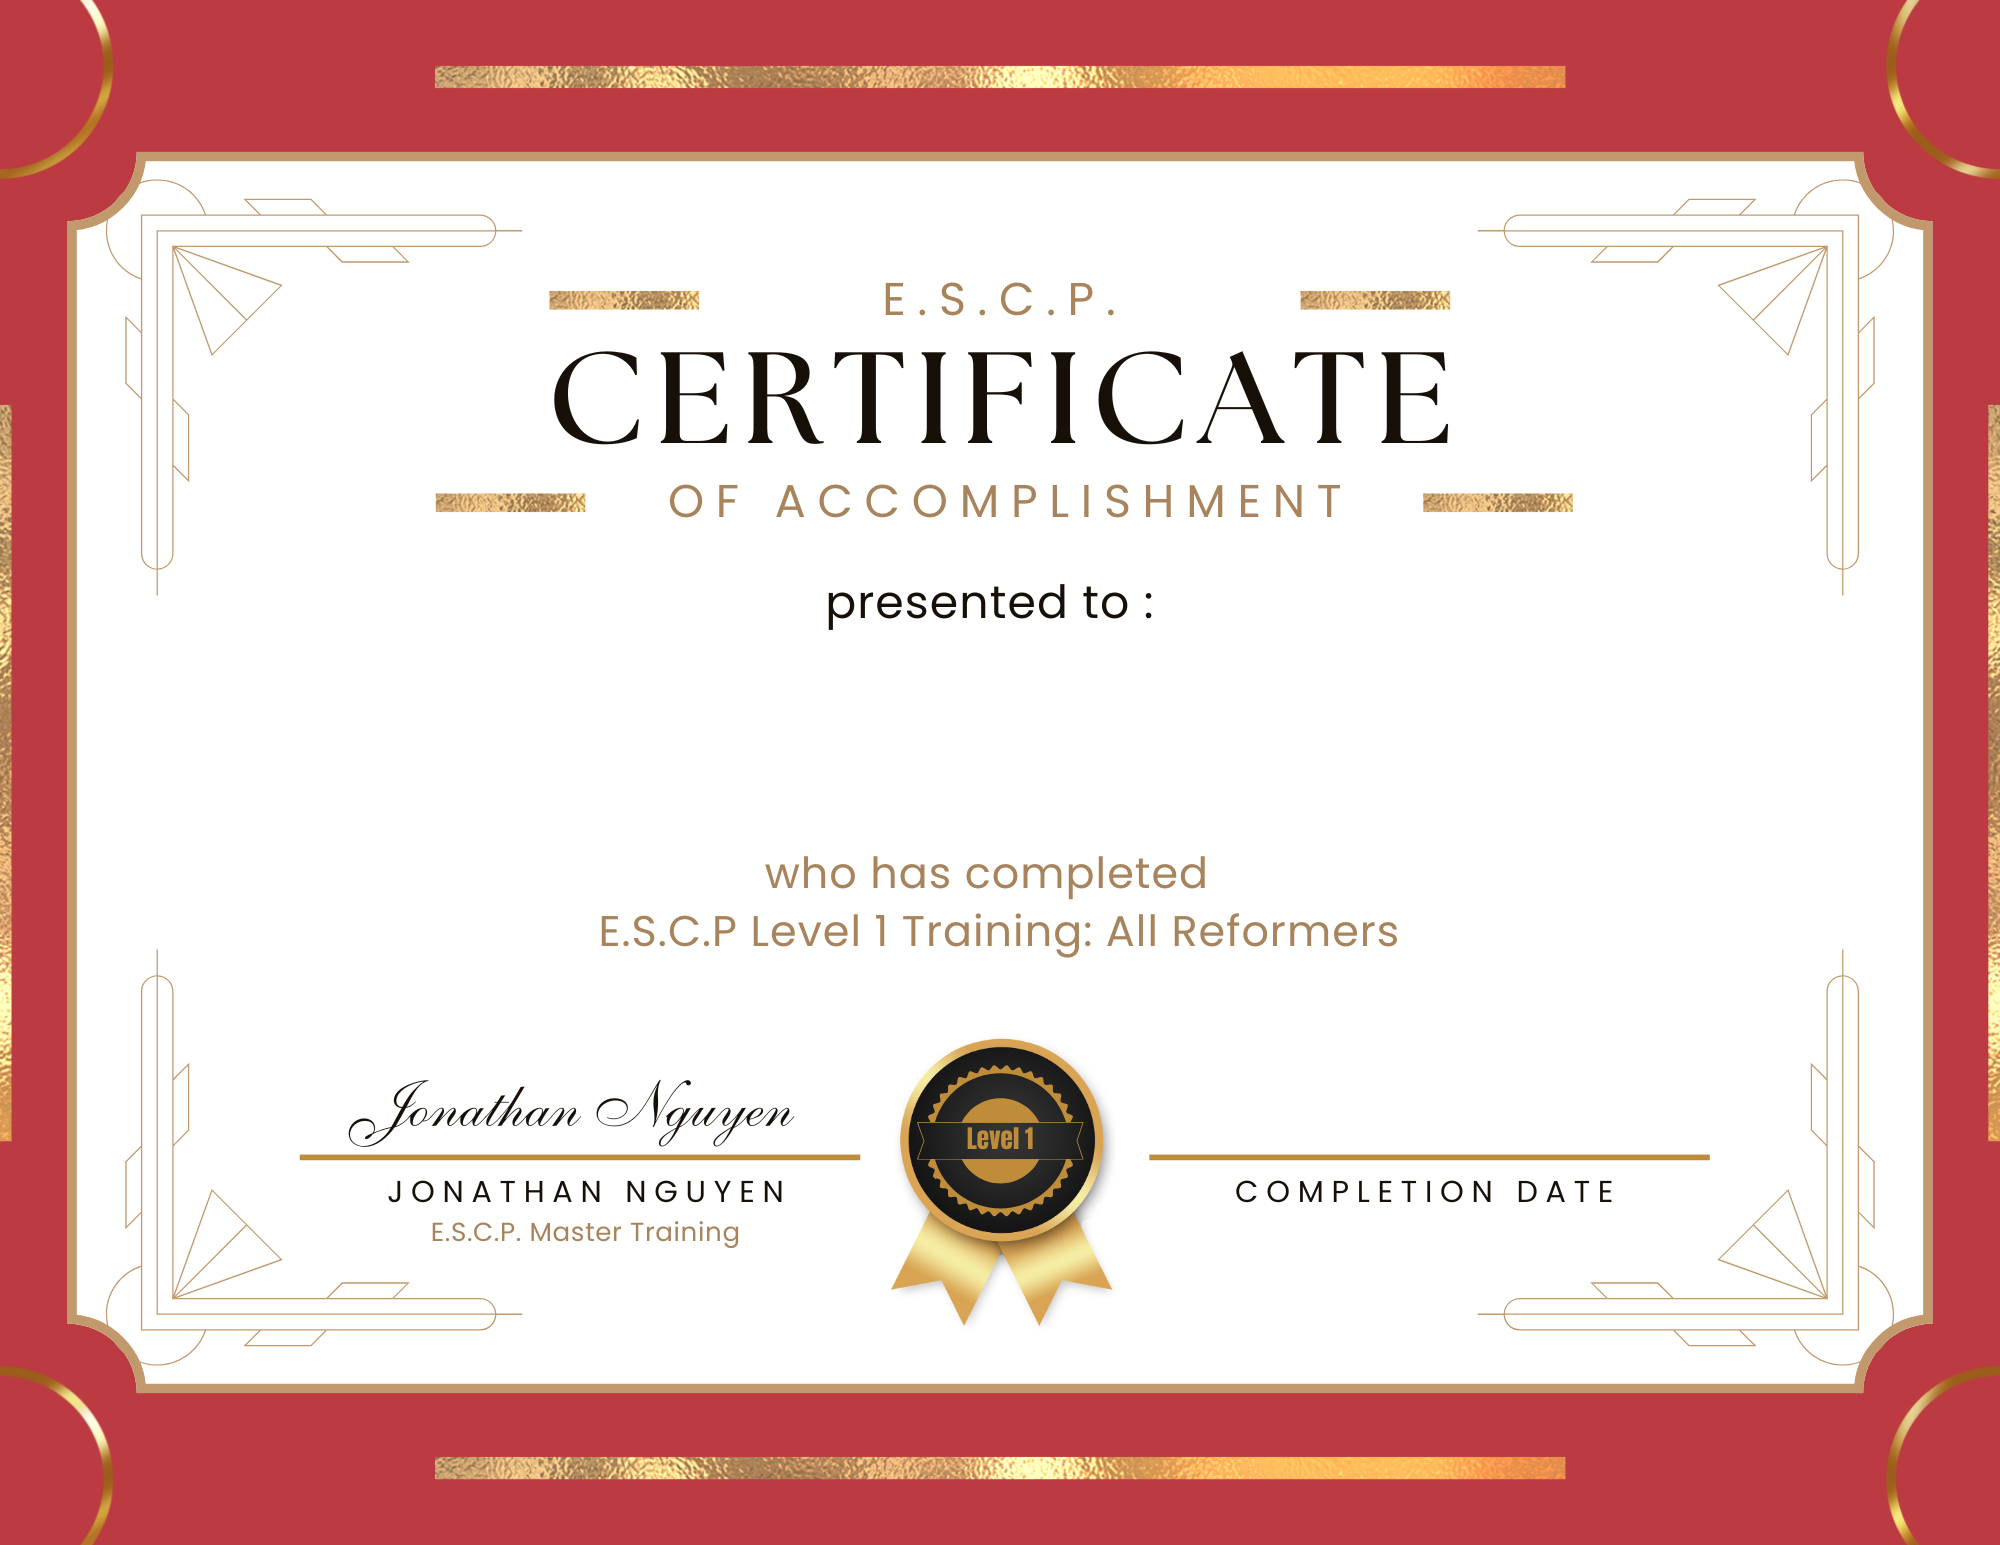 E.S.C.P.
CERTIFICATE
OF ACCOMPLISHMENT
presented to :
who has completed
E.S.C.P Level 1 Training: All Reformers
Jonathan Nguyen
JONATHAN NGUYEN
E.S.C.P. Master Training
Level 1
COMPLETION DATE